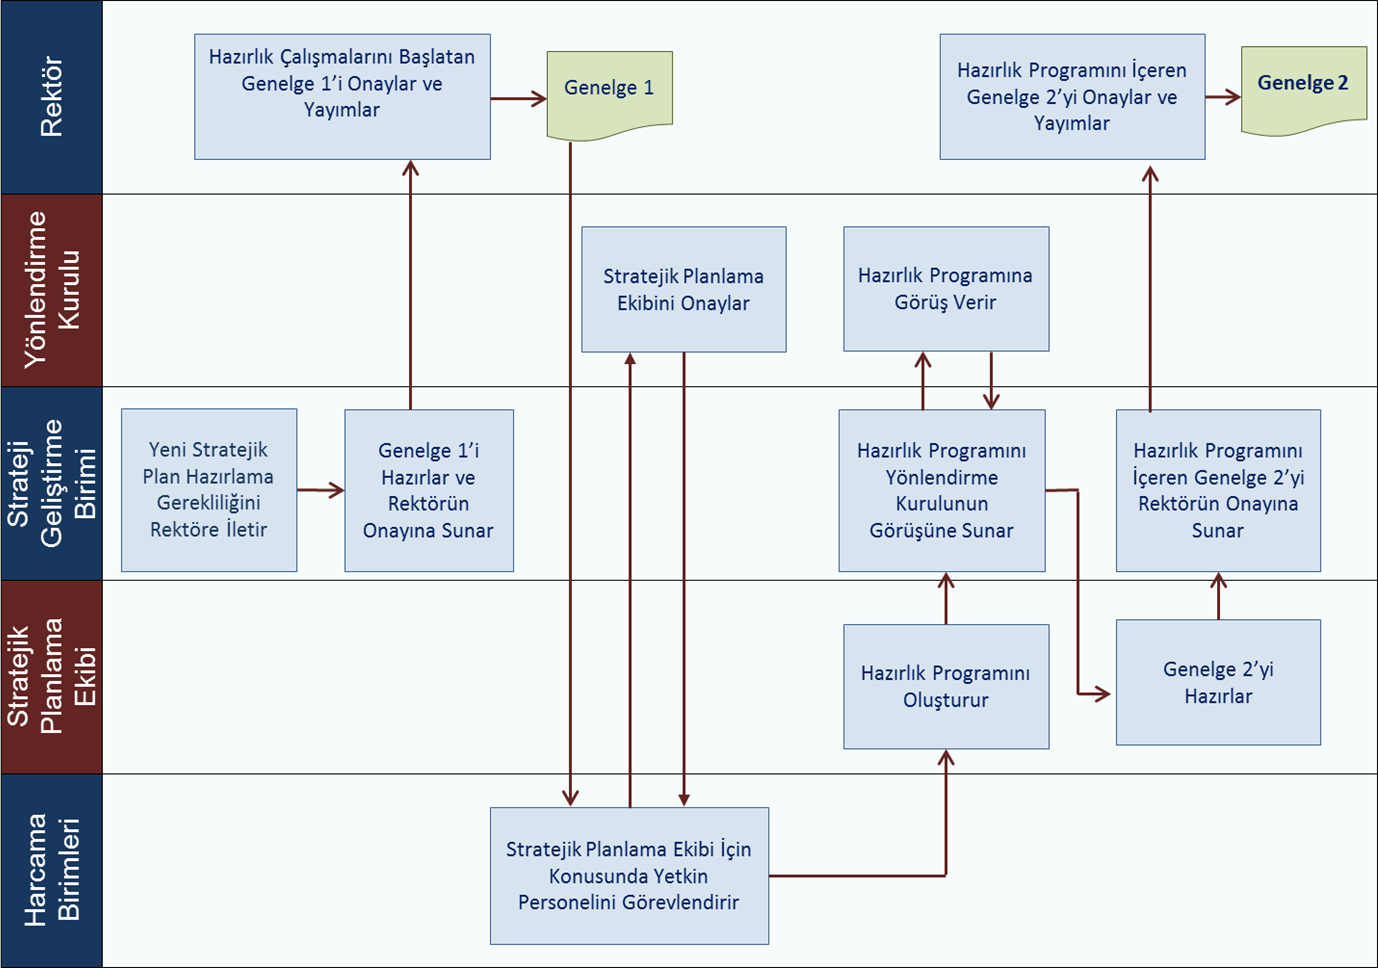 Rektör
Hazırlık Çalışmalarını Başlatan
Genelge 1’i Onaylar ve
Yayımlar
Genelge 1
Hazırlık Programını İçeren
Genelge 2’yi Onaylar ve
Yayımlar
Genelge 2
Yönlendirme
Kurulu
Stratejik Planlama
Ekibini Onaylar
Hazırlık Programına
Görüş Verir
Strateji
Geliştirme
Birimi
Yeni Stratejik
Plan Hazırlama
Gerekliliğini
Rektöre İletir
Genelge 1’i
Hazırlar ve
Rektörün
Onayına Sunar
Hazırlık Programını
Yönlendirme
Kurulunun
Görüşüne Sunar
Hazırlık Programını
İçeren Genelge 2’yi
Rektörün Onayına
Sunar
Stratejik
Planlama
Ekibi
Hazırlık Programını
Oluşturur
Genelge 2’yi
Hazırlar
Harcama
Birimleri
Stratejik Planlama Ekibi İçin
Konusunda Yetkin
Personelini Görevlendirir